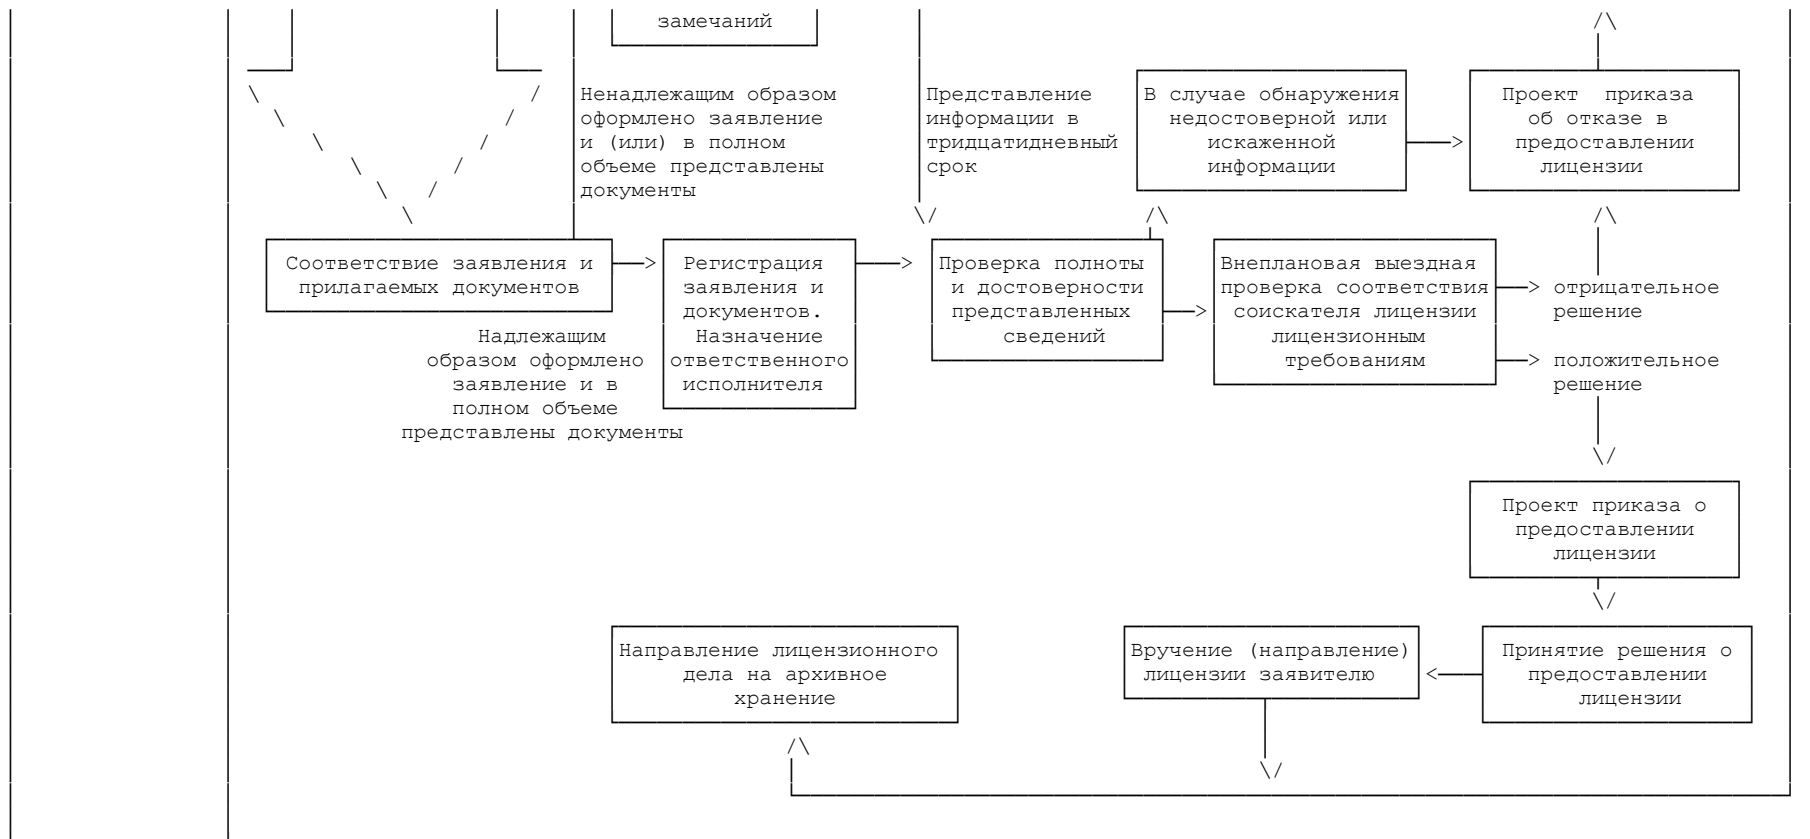 замечаний
Ненадлежащим образом
оформлено заявление
и (или) в полном
объеме представлены
документы
Представление
информации в
тридцатидневный
срок
В случае обнаружения
недостоверной или
искаженной
информации
Проект приказа
об отказе в
предоставлении
лицензии
Соответствие заявления и
прилагаемых документов
Надлежащим
образом оформлено
заявление и в
полном объеме
представлены документы
Регистрация
заявления и
документов.
Назначение
ответственного
исполнителя
Проверка полноты
и достоверности
представленных
сведений
Внеплановая выездная
проверка соответствия
соискателя лицензии
лицензионным
требованиям
отрицательное
решение
положительное
решение
Проект приказа о
предоставлении
лицензии
Направление лицензионного
дела на архивное
хранение
Вручение (направление)
лицензии заявителю
Принятие решения о
предоставлении
лицензии